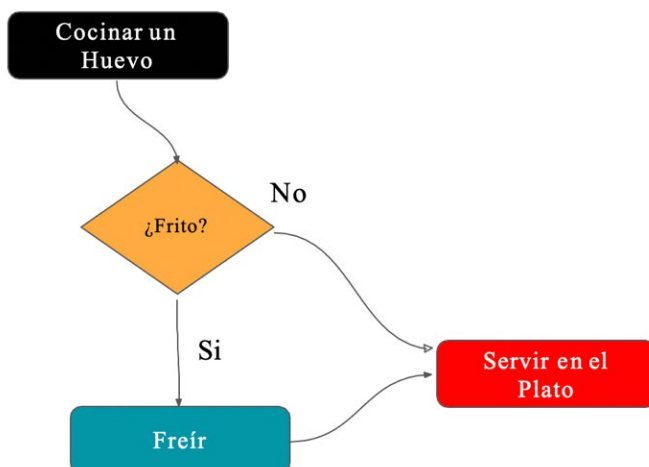 Cocinar un
Huevo
¿Frito?
No
Si
Servir en el
Plato
Freír